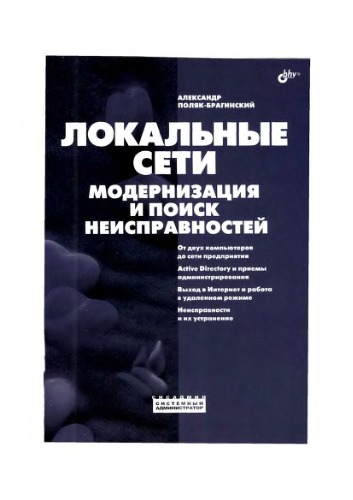 bhv®
АЛЕКСАНДР
ПОЛЯК-БРАГИНСКИЙ
ЛОКАЛЬНЫЕ
СЕТИ
МОДЕРНИЗАЦИЯ
И ПОИСК
НЕИСПРАВНОСТЕЙ
От двух компьютеров
до сети предприятия
Active Directory и приемы
администрирования
Выход в Интернет и работа
в удаленном режиме
Неисправности
и их устранение
СИСТЕМНЫЙ
АДМИНИСТРАТОР